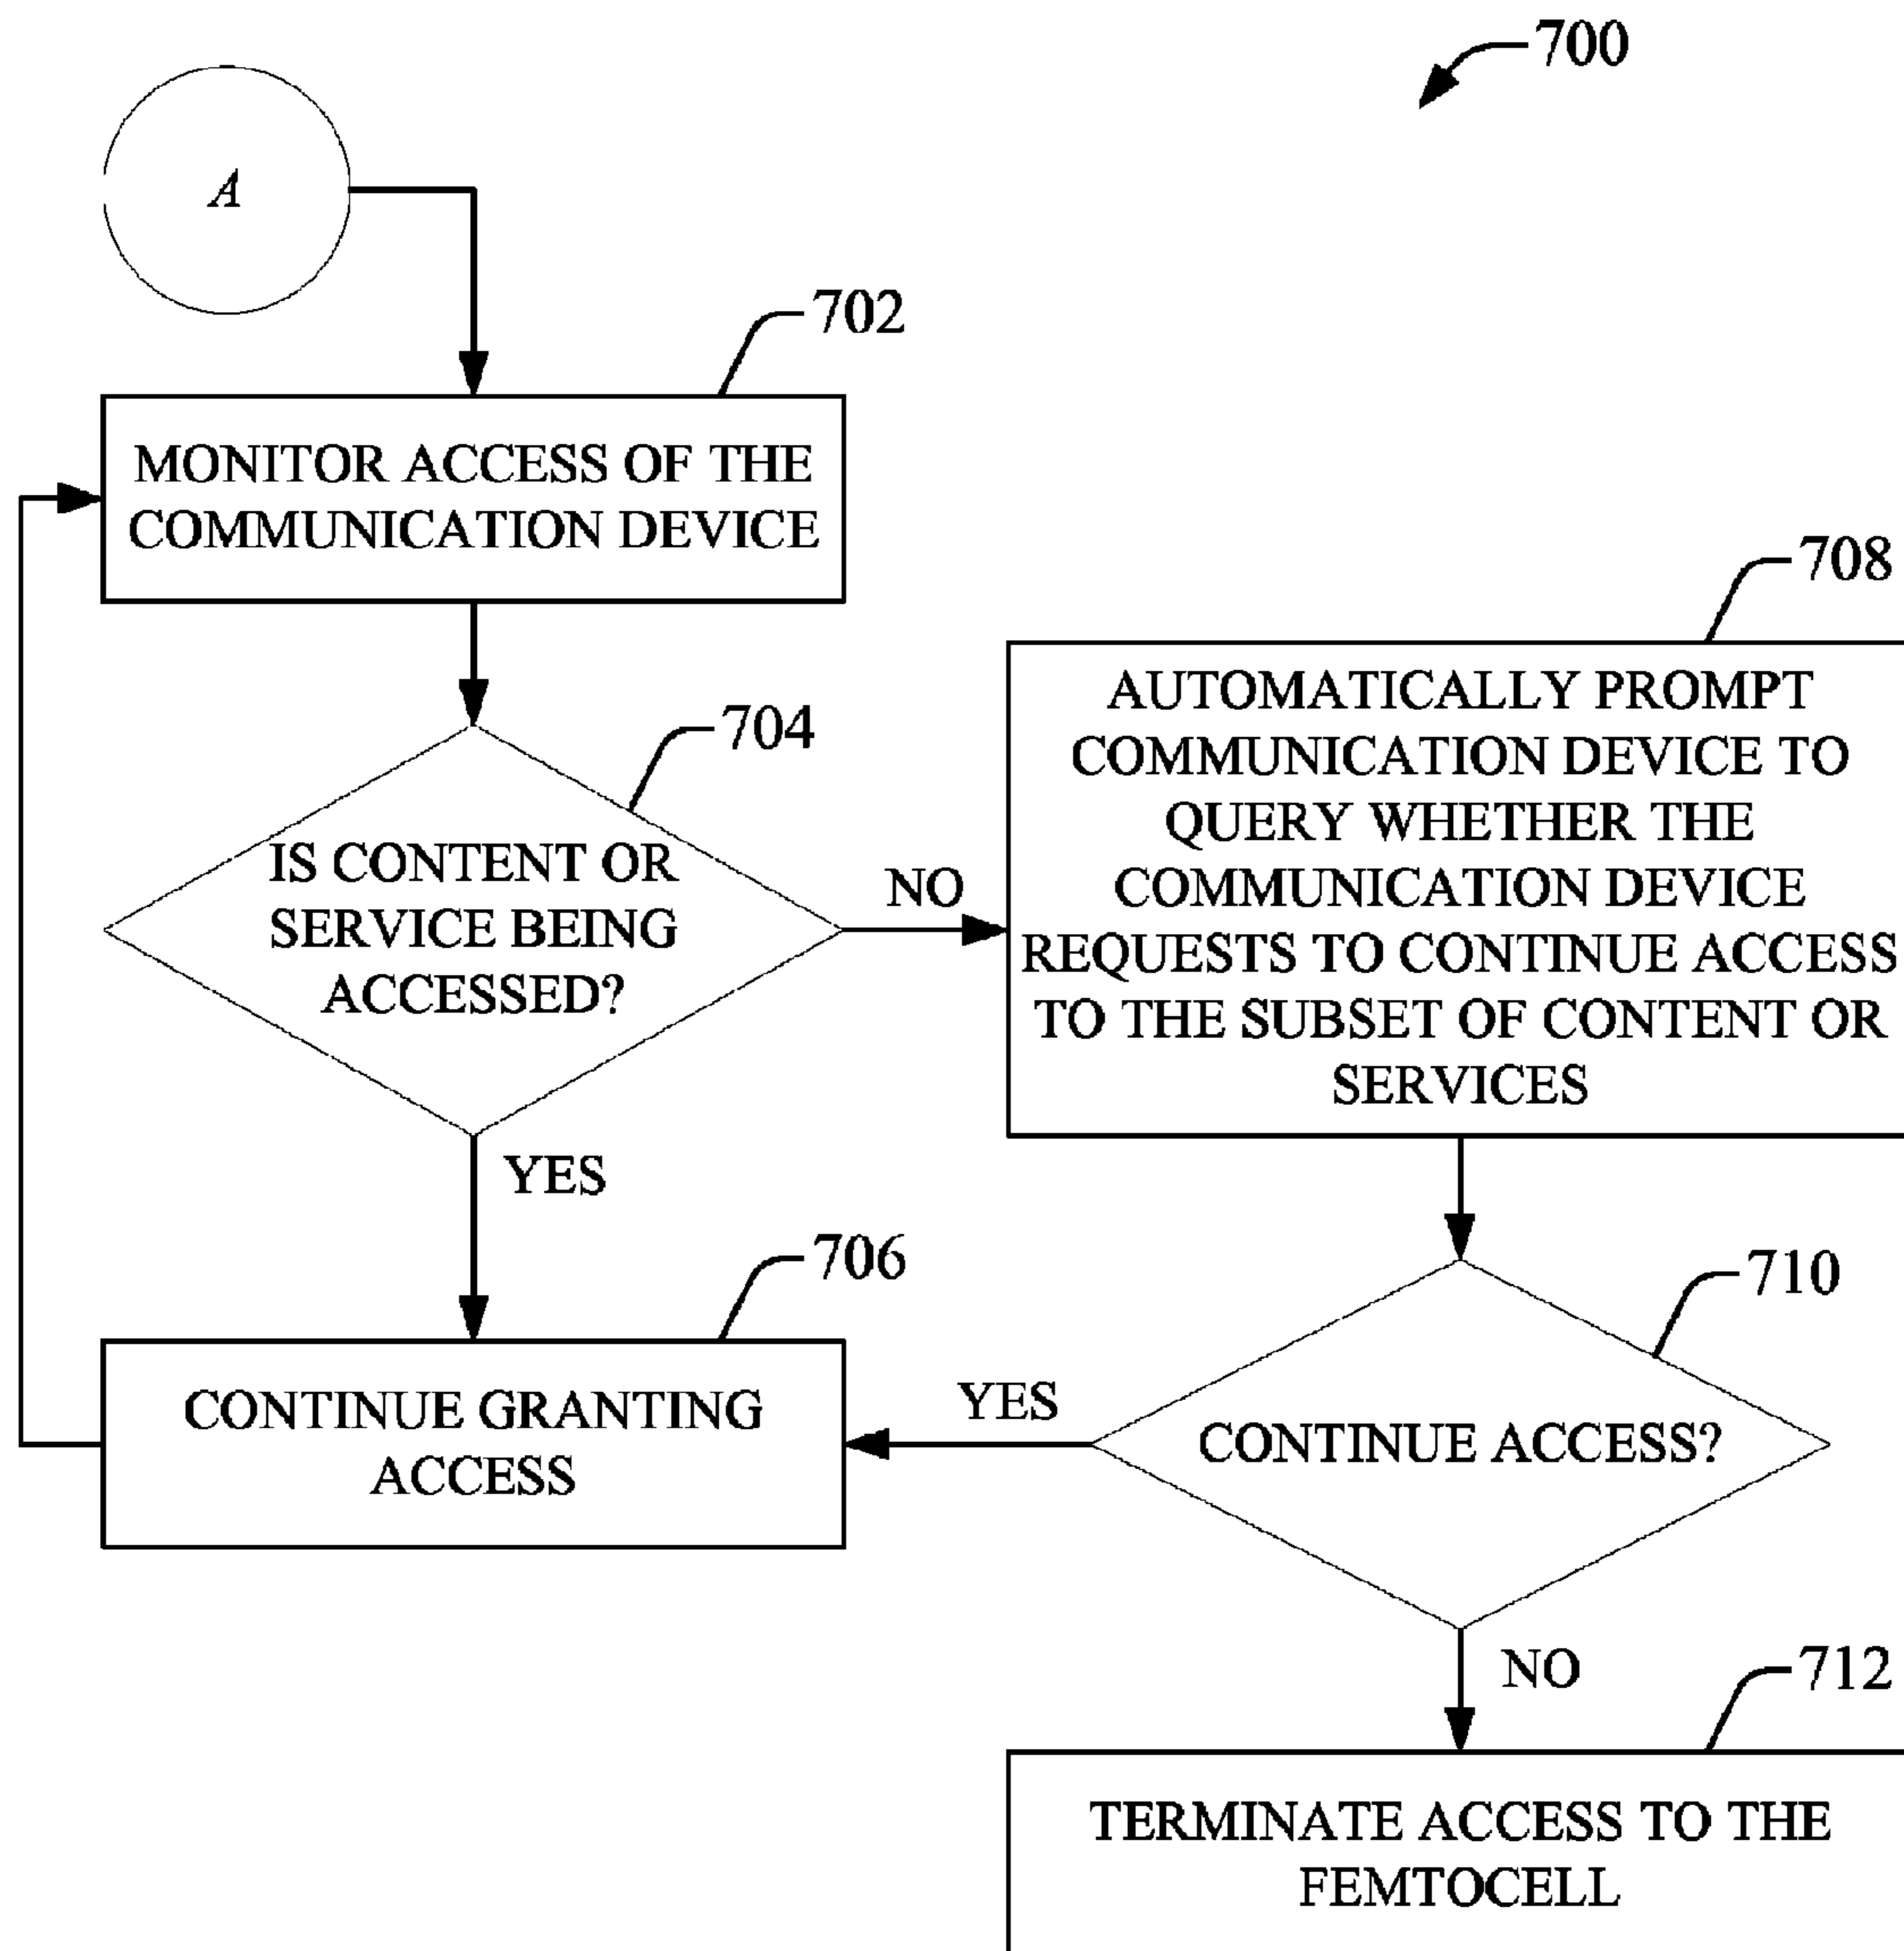 700
A
702
MONITOR ACCESS OF THE
COMMUNICATION DEVICE
704
IS CONTENT OR
SERVICE BEING
ACCESSED?
NO
708
AUTOMATICALLY PROMPT
COMMUNICATION DEVICE TO
QUERY WHETHER THE
COMMUNICATION DEVICE
REQUESTS TO CONTINUE ACCESS
TO THE SUBSET OF CONTENT OR
SERVICES
YES
706
CONTINUE GRANTING
ACCESS
YES
710
CONTINUE ACCESS?
NO
712
TERMINATE ACCESS TO THE
FEMTOCELL